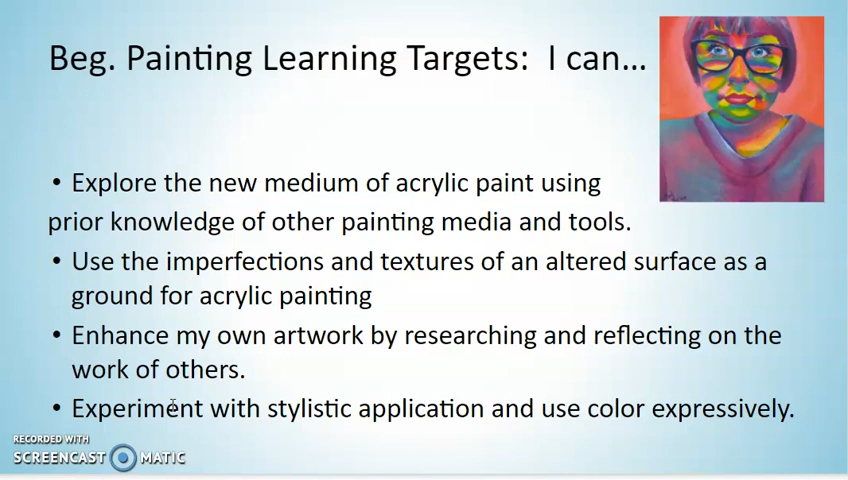 Beg. Painting Learning Targets:  I can...
• Explore the new medium of acrylic paint using
prior knowledge of other painting media and tools.
• Use the imperfections and textures of an altered surface as a
ground for acrylic painting
• Enhance my own artwork by researching and reflecting on the
work of others.
• Experiment with stylistic application and use color expressively.
RECORDED WITH
SCREENCAST MATIC